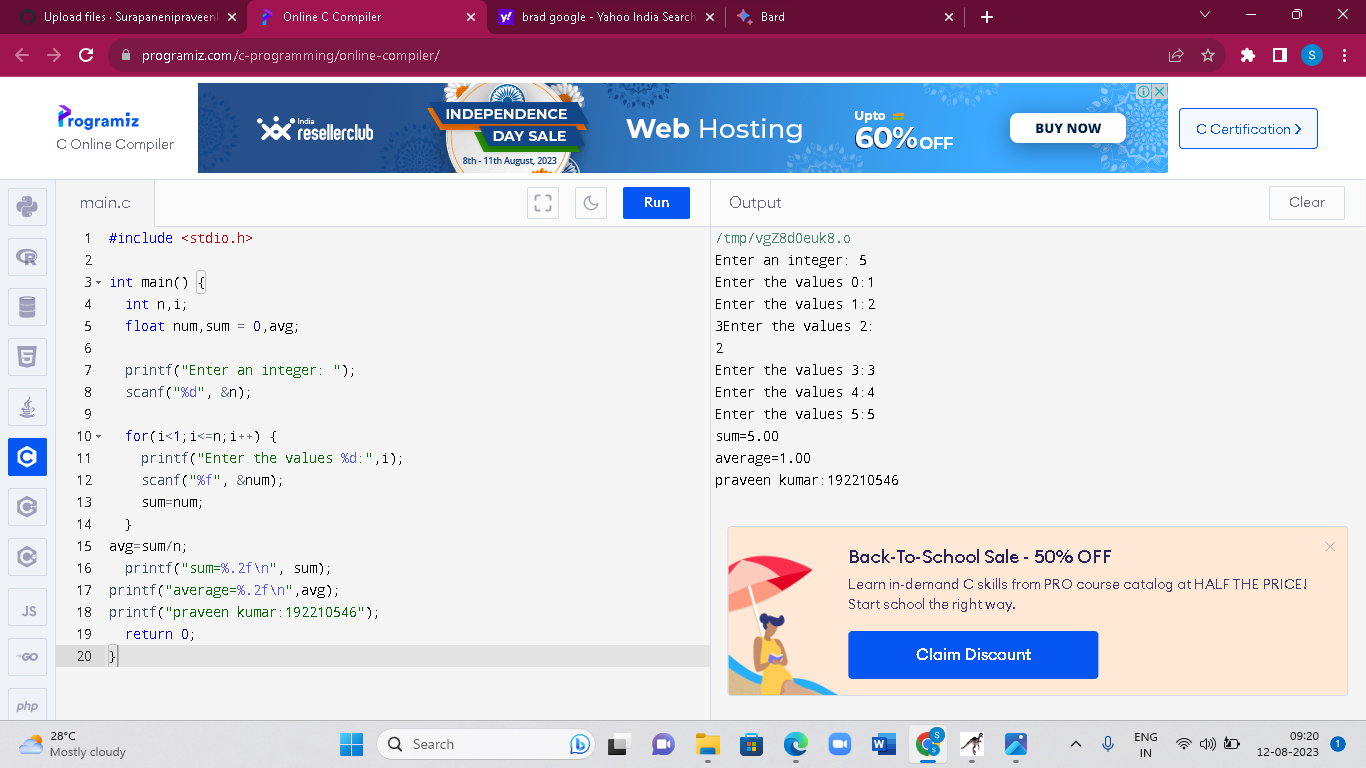 Upload files · Surapanenipraveen
Online C Compiler
brad google - Yahoo India Search
Bard
programiz.com/c-programming/online-compiler/
S
Programiz
C Online Compiler
India
resellerclub
INDEPENDENCE
DAY SALE
8th - 11th August, 2023
Web Hosting
Upto
60% OFF
BUY NOW
C Certification
main.c
Run
Output
Clear
1 #include <stdio.h>
2
3 int main() {
4   int n,i;
5   float num,sum = 0,avg;
6
7   printf("Enter an integer: ");
8   scanf("%d", &n);
9
10   for(i<1;i<=n;i++) {
11     printf("Enter the values %d:",i);
12     scanf("%f", &num);
13     sum=num;
14   }
15 avg=sum/n;
16   printf("sum=%.2f\n", sum);
17 printf("average=%.2f\n",avg);
18 printf("praveen kumar:192210546");
19   return 0;
20 }
JS
GO
php
/tmp/vgZ8d0euk8.o
Enter an integer: 5
Enter the values 0:1
Enter the values 1:2
3Enter the values 2:
2
Enter the values 3:3
Enter the values 4:4
Enter the values 5:5
sum=5.00
average=1.00
praveen kumar:192210546
Back-To-School Sale - 50% OFF
Learn in-demand C skills from PRO course catalog at HALF THE PRICE!
Start school the right way.
Claim Discount
28°C
Mostly cloudy
Search
ENG
IN
09:20
12-08-2023
1